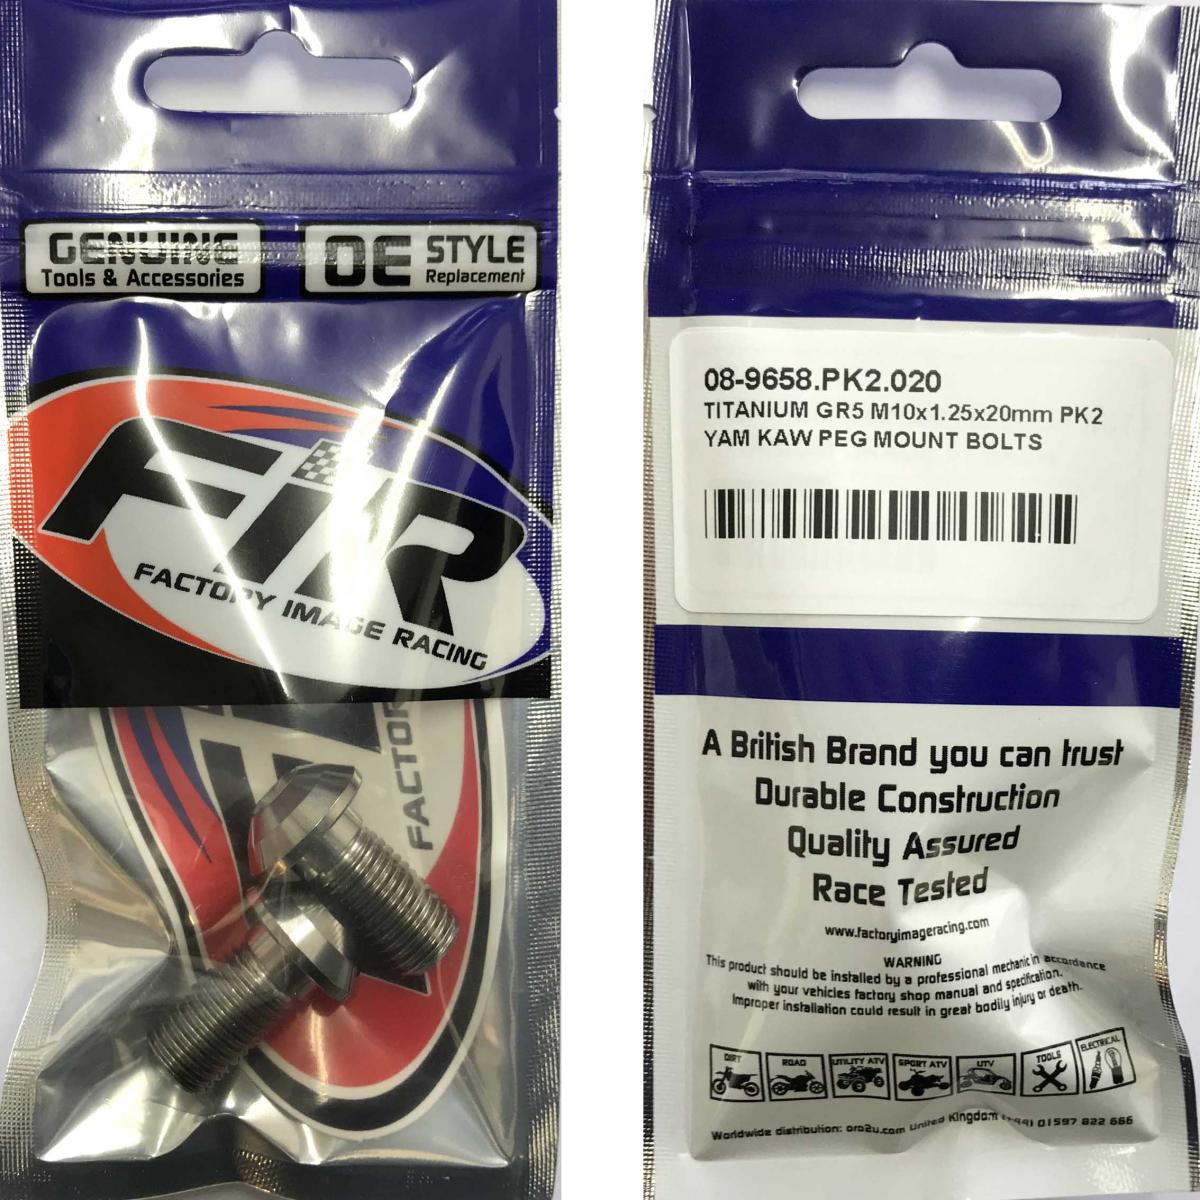 GENUINE
Tools & Accessories
OE STYLE
Replacement
FIR
FACTORY IMAGE RACING
FACTOR
08-9658.PK2.020
TITANIUM GR5 M10x1.25x20mm PK2
YAM KAW PEG MOUNT BOLTS
A British Brand you can trust
Durable Construction
Quality Assured
Race Tested
www.factoryimageracing.com
WARNING
This product should be installed by a professional mechanic in accordance
with your vehicles factory shop manual and specification.
Improper installation could result in great bodily injury or death.
DIRT ROAD UTILITY ATV SPORT ATV UTV TOOLS ELECTRICAL
Worldwide distribution: oro2u.com United Kingdom (+44) 01597 822 666